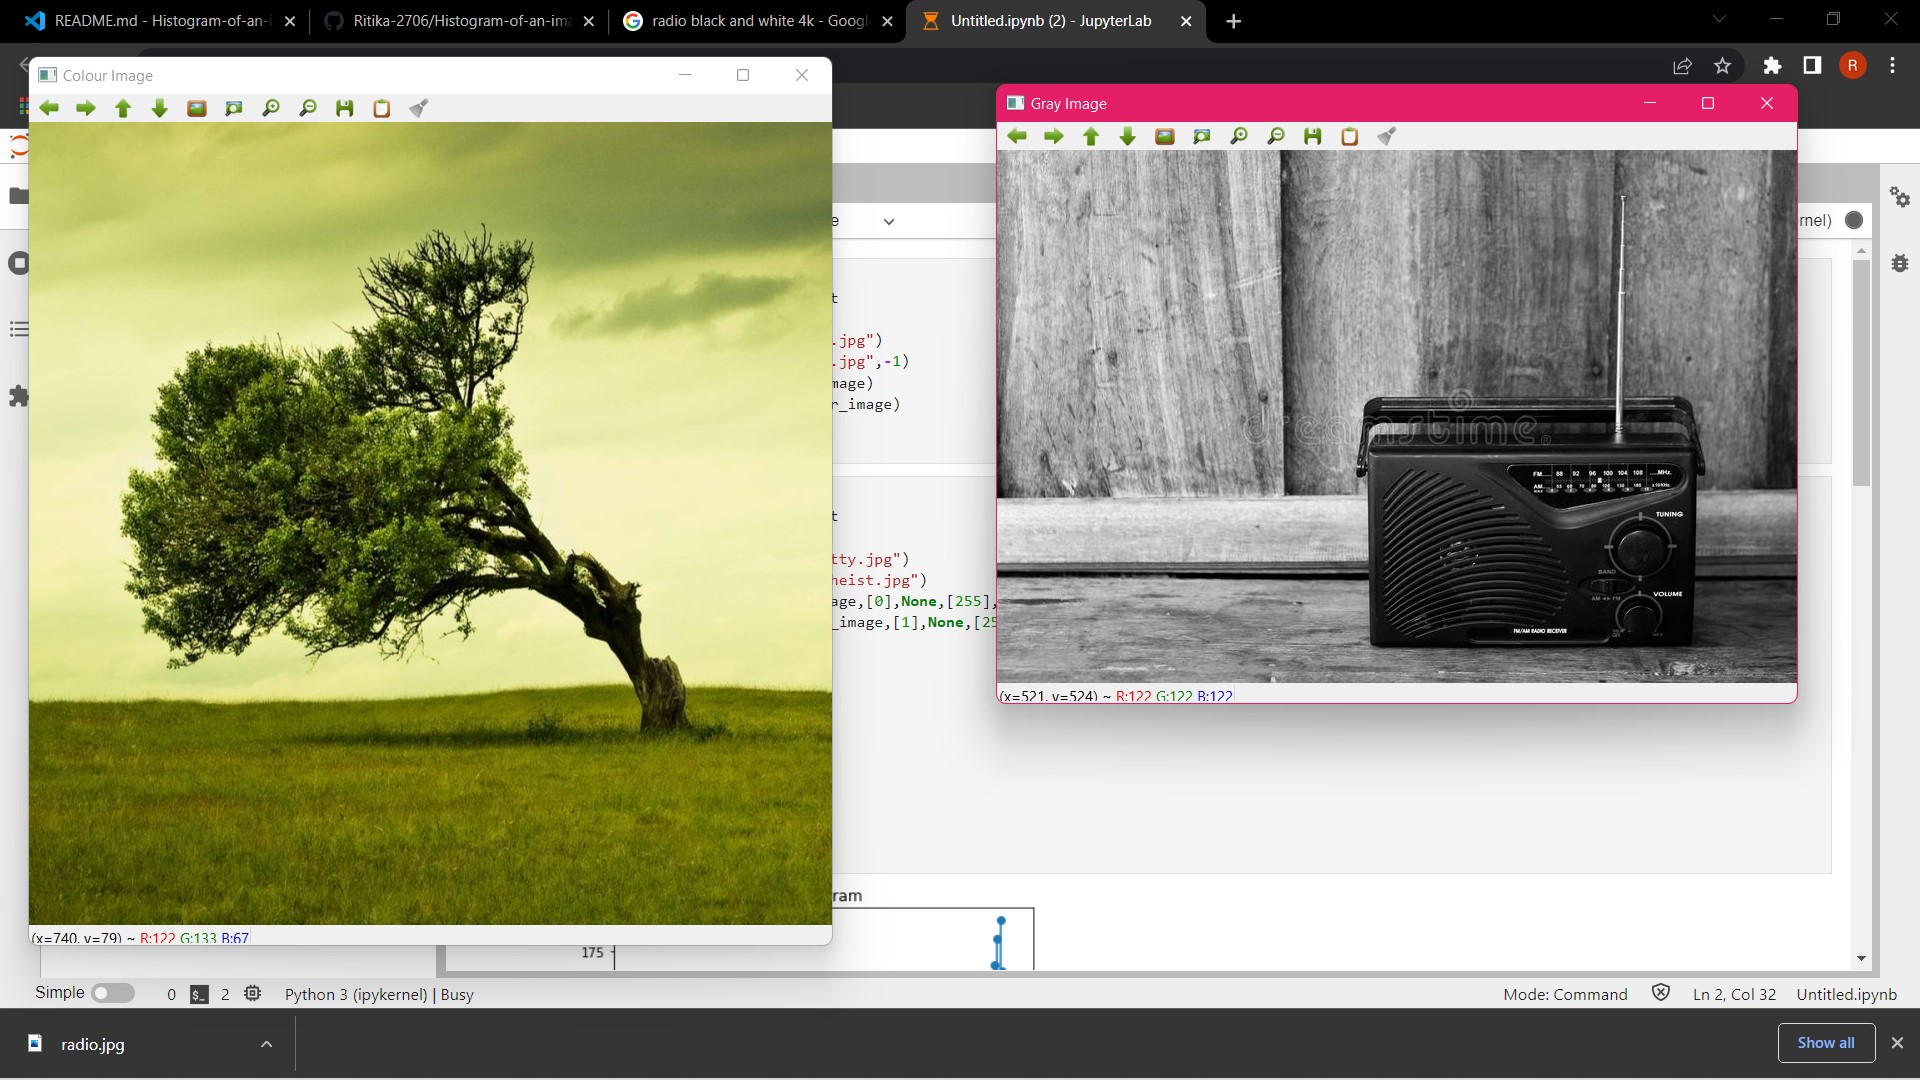 README.md - Histogram-of-an-i
Ritika-2706/Histogram-of-an-ima
radio black and white 4k - Google
Untitled.ipynb (2) - JupyterLab
R
Colour Image
Gray Image
e
rnel)
t
.jpg")
.jpg",-1)
mage)
r_image)
t
tty.jpg")
heist.jpg")
age,[0],None,[255],
_image,[1],None,[25
dreamstime
FM 88 92 96 100 104 108 MHz.
AM
TUNING
BAND
AM FM
VOLUME
FM/AM RADIO RECEIVER
(x=521, y=524) ~ R:122 G:122 B:122
ram
(x=740, y=79) ~ R:122 G:133 B:67
175
Simple
0
$_
2
Python 3 (ipykernel) | Busy
Mode: Command
Ln 2, Col 32
Untitled.ipynb
radio.jpg
Show all